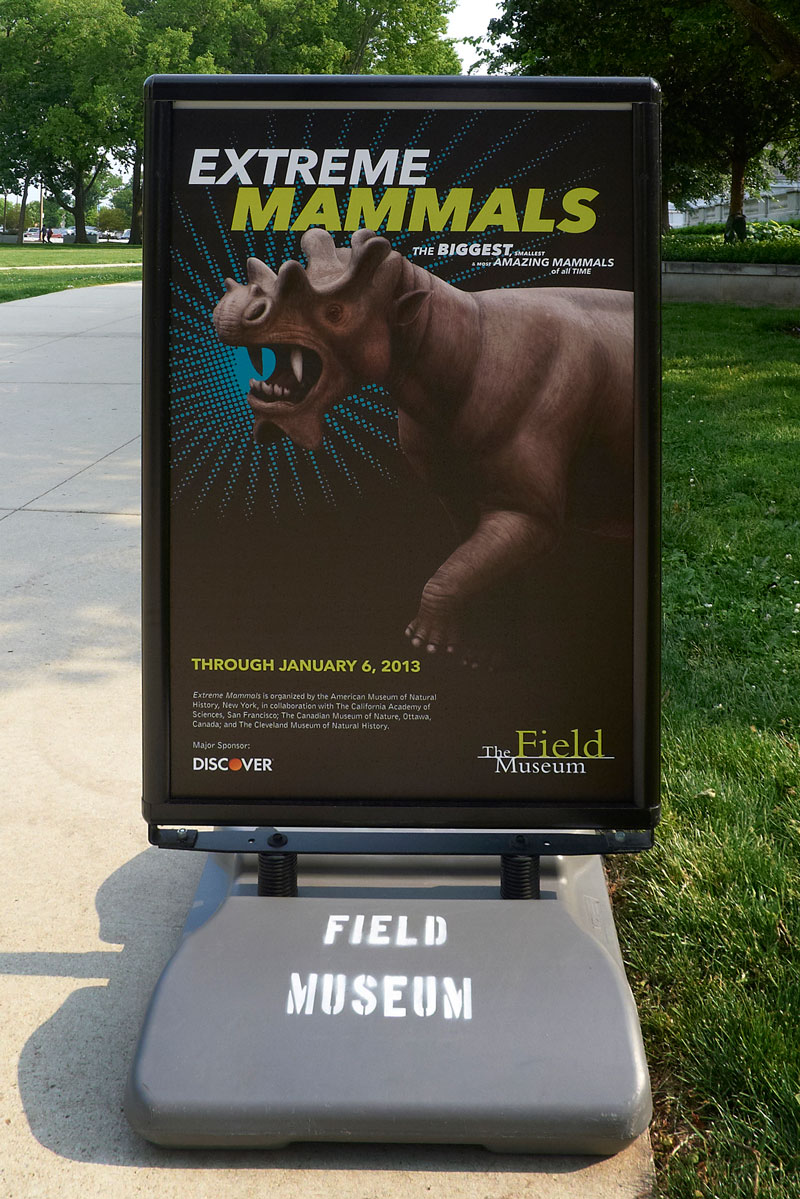 EXTREME
MAMMALS
THE BIGGEST, SMALLEST
& MOST AMAZING MAMMALS
of all TIME
THROUGH JANUARY 6, 2013
Extreme Mammals is organized by the American Museum of Natural
History, New York, in collaboration with The California Academy of
Sciences, San Francisco; The Canadian Museum of Nature, Ottawa,
Canada; and The Cleveland Museum of Natural History.
Major Sponsor:
DISCOVER
The Field
Museum
FIELD
MUSEUM